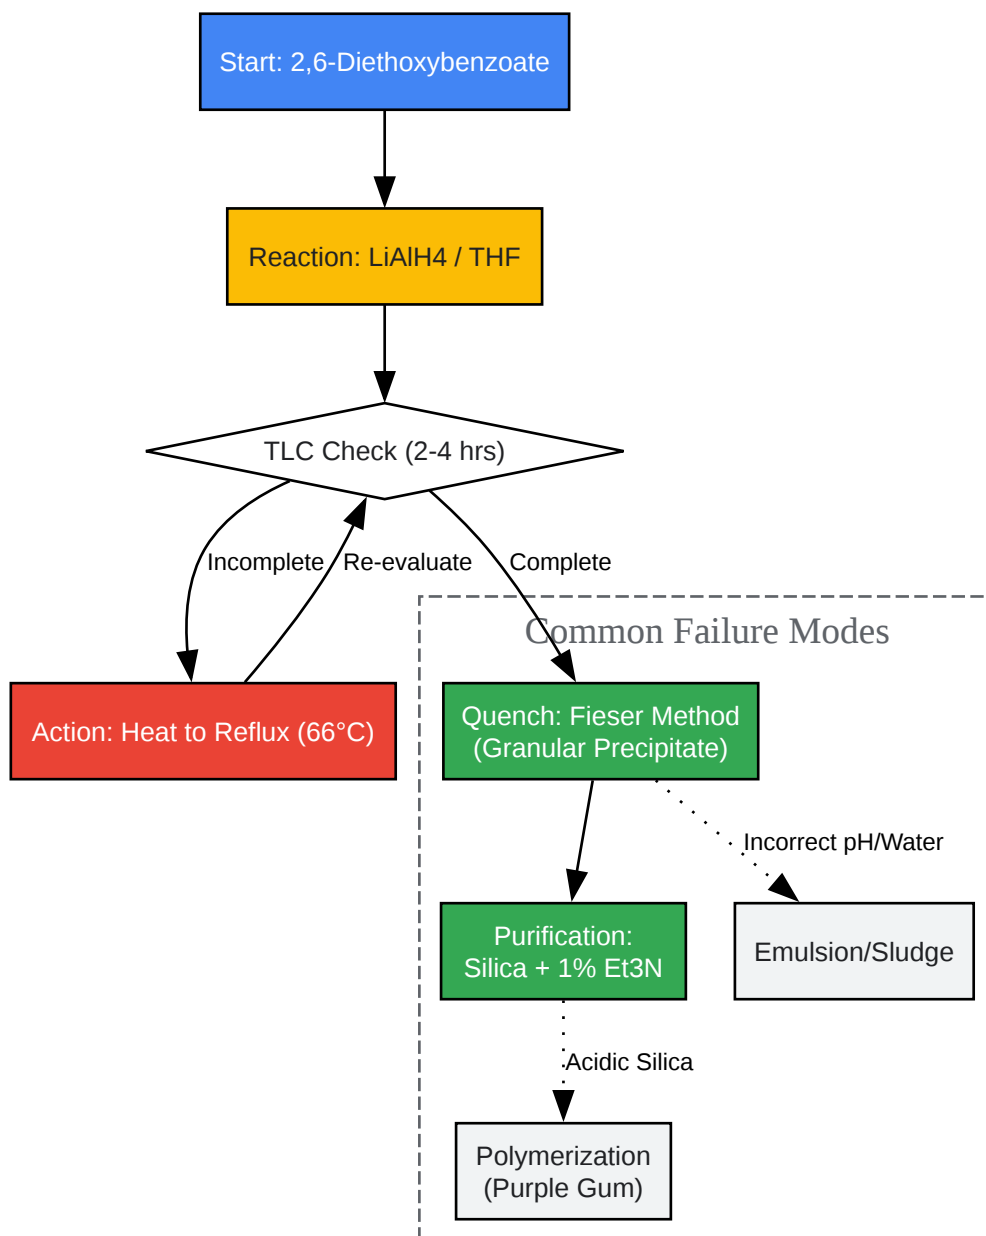 Start: 2,6-Diethoxybenzoate
Reaction: LiAlH4 / THF
TLC Check (2-4 hrs)
Incomplete
Re-evaluate
Complete
Common Failure Modes
Action: Heat to Reflux (66°C)
Quench: Fieser Method
(Granular Precipitate)
Incorrect pH/Water
Purification:
Silica + 1% Et3N
Emulsion/Sludge
Acidic Silica
Polymerization
(Purple Gum)